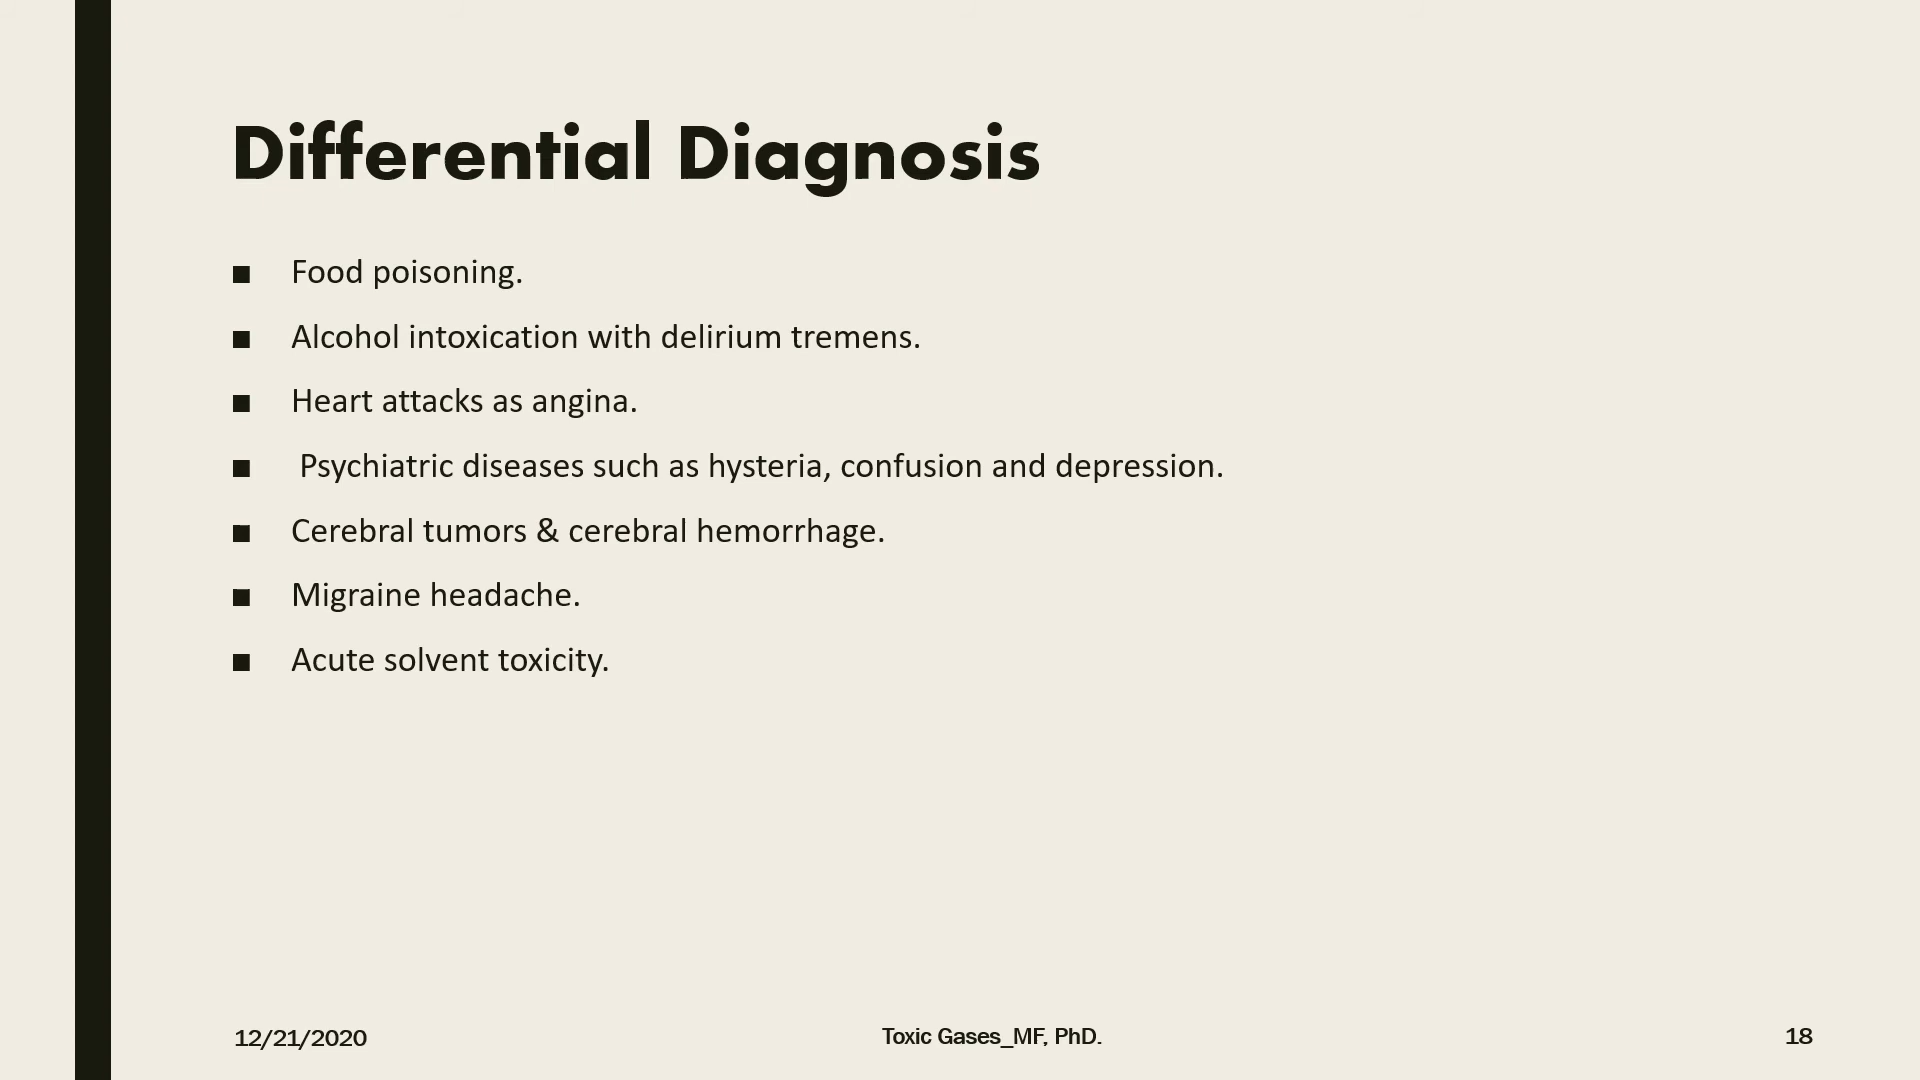 Differential Diagnosis
■ Food poisoning.
■ Alcohol intoxication with delirium tremens.
■ Heart attacks as angina.
■ Psychiatric diseases such as hysteria, confusion and depression.
■ Cerebral tumors & cerebral hemorrhage.
■ Migraine headache.
■ Acute solvent toxicity.
12/21/2020
Toxic Gases_MF, PhD.
18